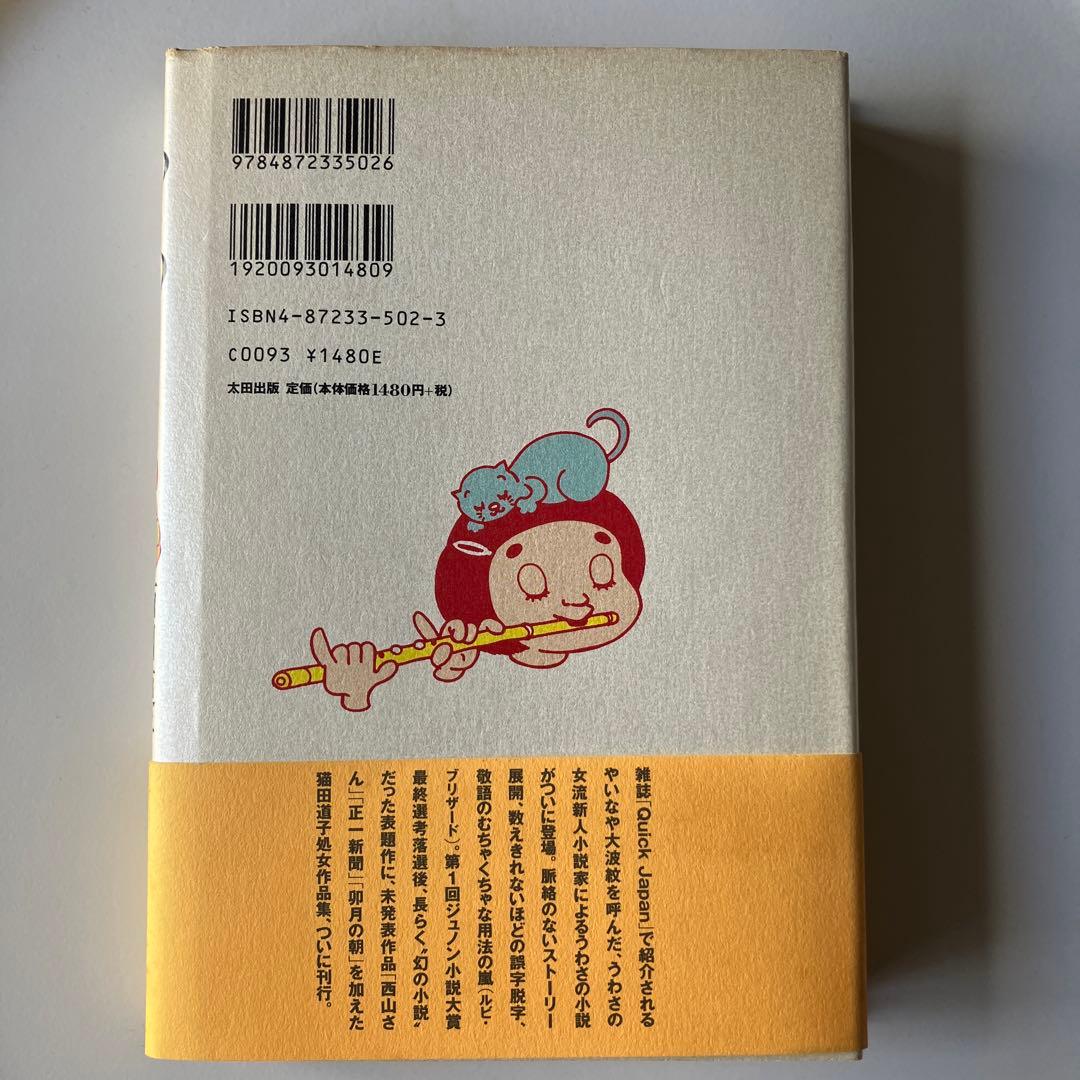 9784872335026
1920093014809
ISBN4-87233-502-3
C0093 ¥1480E
太田出版 定価(本体価格1480円+税)
雑誌「Quick Japan」で紹介される
やいなや大波紋を呼んだ、うわさの
女流新人小説家によるうわさの小説
がついに登場。脈絡のないストーリー
展開、数えきれないほどの誤字脱字、
敬語のむちゃくちゃな用法の嵐(ルビ・
ブリザード)。第1回ジュノン小説大賞
最終選考落選後、長らく“幻の小説”
だった表題作に、未発表作品「西山さ
ん」「正一新聞」「卯月の朝」を加えた
猫田道子処女作品集、ついに刊行。